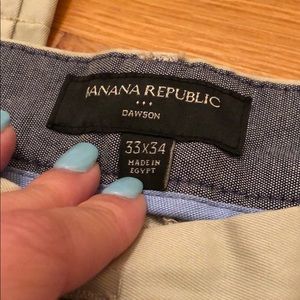 BANANA REPUBLIC
DAWSON
33X34
MADE IN
EGYPT